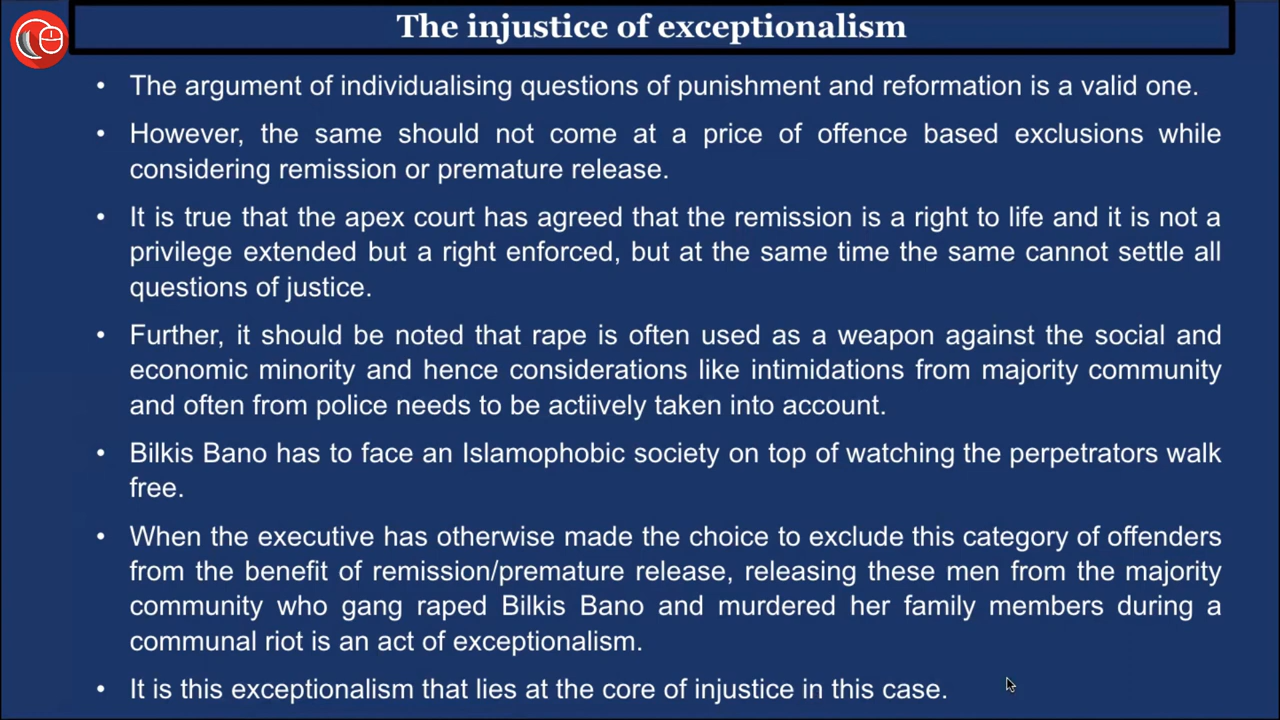 The injustice of exceptionalism
• The argument of individualising questions of punishment and reformation is a valid one.
• However, the same should not come at a price of offence based exclusions while
considering remission or premature release.
• It is true that the apex court has agreed that the remission is a right to life and it is not a
privilege extended but a right enforced, but at the same time the same cannot settle all
questions of justice.
• Further, it should be noted that rape is often used as a weapon against the social and
economic minority and hence considerations like intimidations from majority community
and often from police needs to be actiively taken into account.
• Bilkis Bano has to face an Islamophobic society on top of watching the perpetrators walk
free.
• When the executive has otherwise made the choice to exclude this category of offenders
from the benefit of remission/premature release, releasing these men from the majority
community who gang raped Bilkis Bano and murdered her family members during a
communal riot is an act of exceptionalism.
• It is this exceptionalism that lies at the core of injustice in this case.